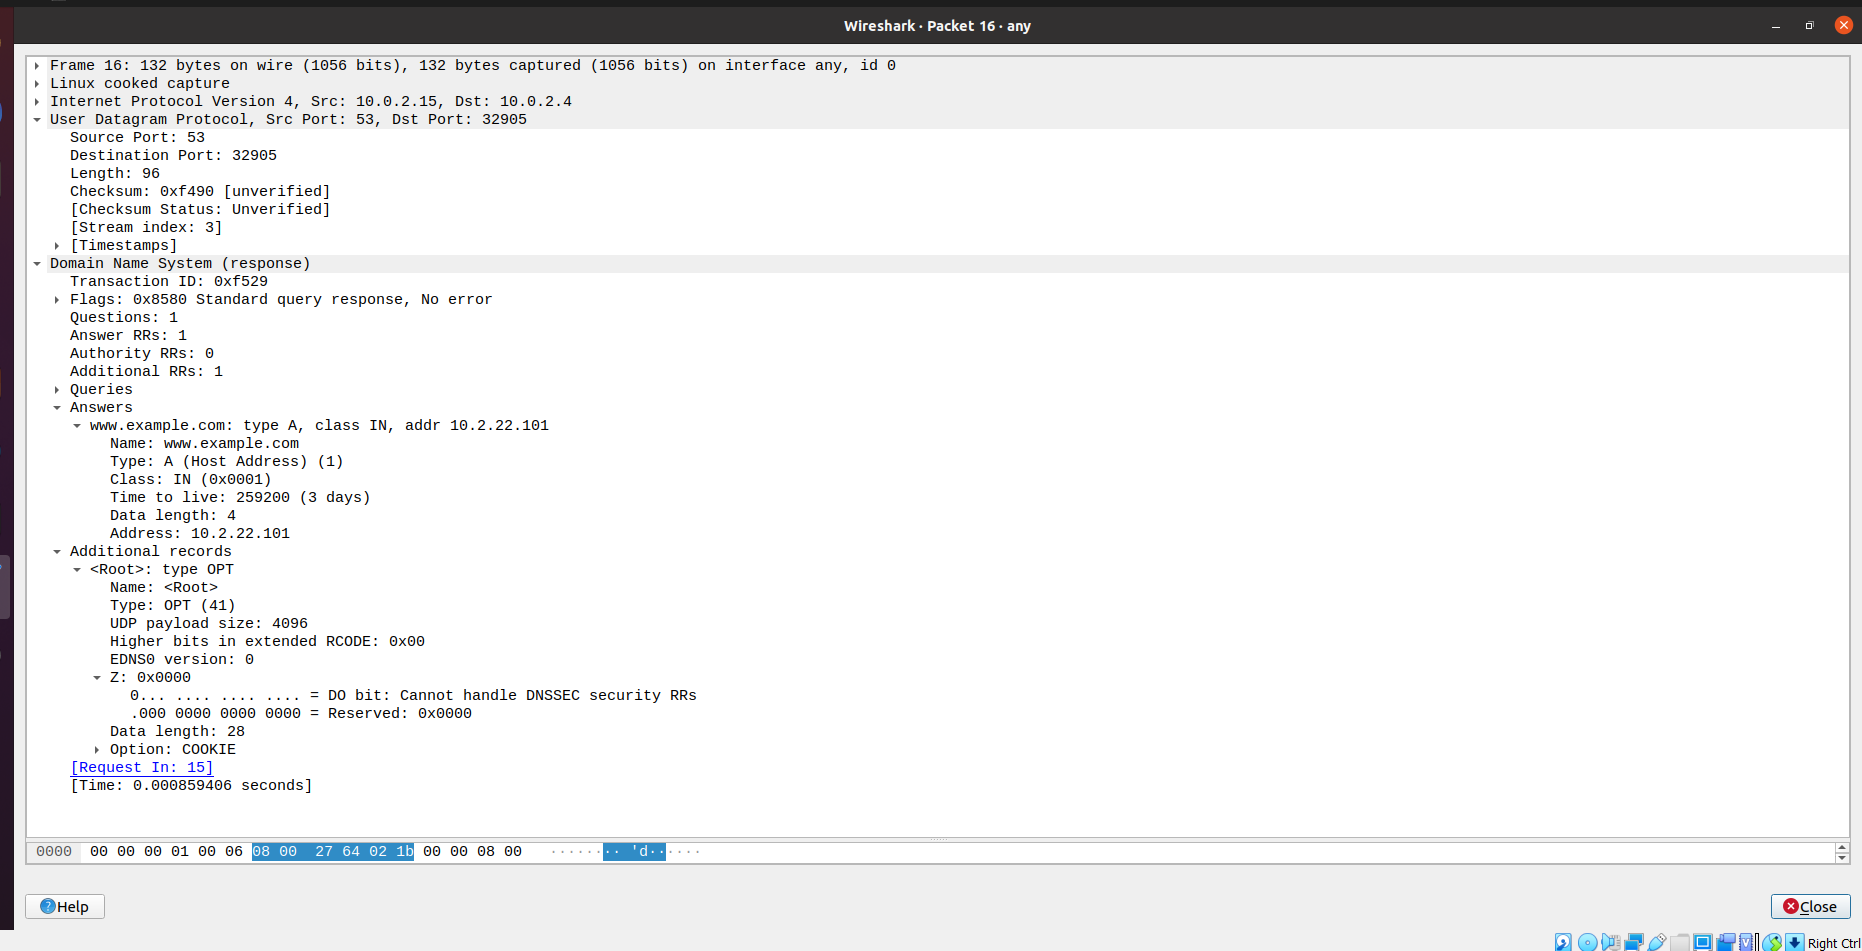 Wireshark · Packet 16 · any
Frame 16: 132 bytes on wire (1056 bits), 132 bytes captured (1056 bits) on interface any, id 0
Linux cooked capture
Internet Protocol Version 4, Src: 10.0.2.15, Dst: 10.0.2.4
User Datagram Protocol, Src Port: 53, Dst Port: 32905
Source Port: 53
Destination Port: 32905
Length: 96
Checksum: 0xf490 [unverified]
[Checksum Status: Unverified]
[Stream index: 3]
[Timestamps]
Domain Name System (response)
Transaction ID: 0xf529
Flags: 0x8580 Standard query response, No error
Questions: 1
Answer RRs: 1
Authority RRs: 0
Additional RRs: 1
Queries
Answers
www.example.com: type A, class IN, addr 10.2.22.101
Name: www.example.com
Type: A (Host Address) (1)
Class: IN (0x0001)
Time to live: 259200 (3 days)
Data length: 4
Address: 10.2.22.101
Additional records
<Root>: type OPT
Name: <Root>
Type: OPT (41)
UDP payload size: 4096
Higher bits in extended RCODE: 0x00
EDNS0 version: 0
Z: 0x0000
0... .... .... .... = DO bit: Cannot handle DNSSEC security RRs
.000 0000 0000 0000 = Reserved: 0x0000
Data length: 28
Option: COOKIE
[Request In: 15]
[Time: 0.000859406 seconds]
0000 00 00 00 01 00 06 08 00 27 64 02 1b 00 00 08 00 ········ 'd······
Help
Close
Right Ctrl